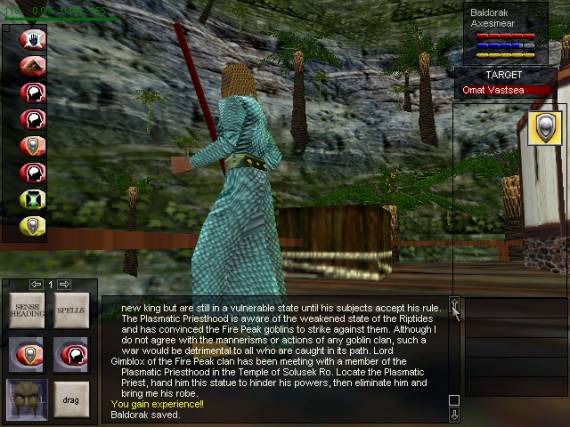 Baldorak
Axesmear
TARGET
Omat Vastsea
1
SENSE
HEADING
SPELLS
drag
new king but are still in a vulnerable state until his subjects accept his rule.
The Plasmatic Priesthood is aware of the weakened state of the Riptides
and has convinced the Fire Peak goblins to strike against them. Although I
do not agree with the mannerisms or actions of any goblin clan, such a
war would be detrimental to all who are caught in its path. Lord
Gimblox of the Fire Peak clan has been meeting with a member of the
Plasmatic Priesthood in the Temple of Solusek Ro. Locate the Plasmatic
Priest, hand him this statue to hinder his powers, then eliminate him and
bring me his robe.
You gain experience!!
Baldorak saved.